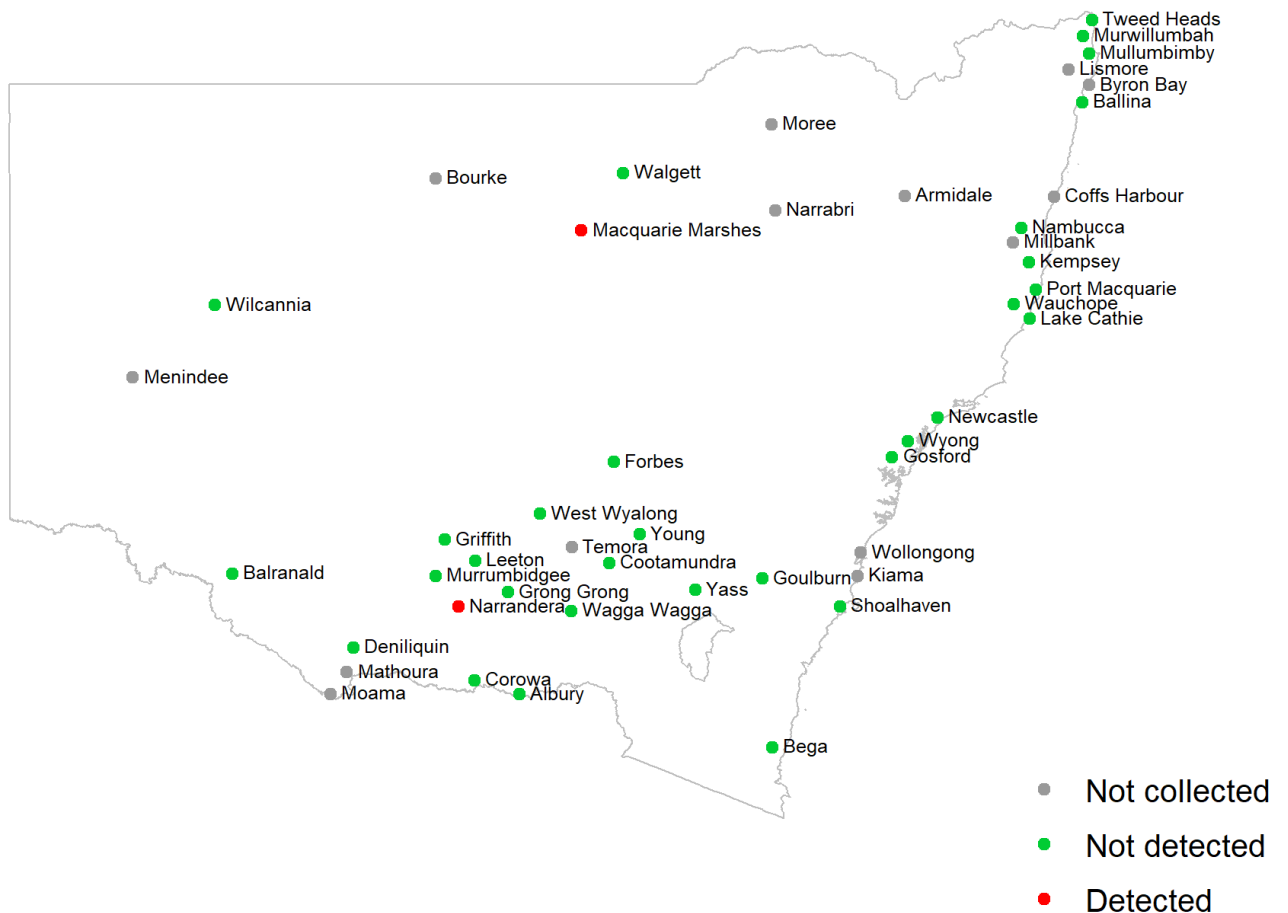 Tweed Heads
Murwillumbah
Mullumbimby
Lismore
Byron Bay
Ballina
Moree
Walgett
Bourke
Armidale
Coffs Harbour
Narrabri
Nambucca
Macquarie Marshes
Millbank
Kempsey
Port Macquarie
Wilcannia
Wauchope
Lake Cathie
Menindee
Newcastle
Wyong
Gosford
Forbes
West Wyalong
Young
Griffith
Temora
Wollongong
Leeton
Cootamundra
Balranald
Murrumbidgee
Goulburn
Kiama
Grong Grong
Yass
Narrandera
Wagga Wagga
Shoalhaven
Deniliquin
Mathoura
Corowa
Moama
Albury
Bega
Not collected
Not detected
Detected